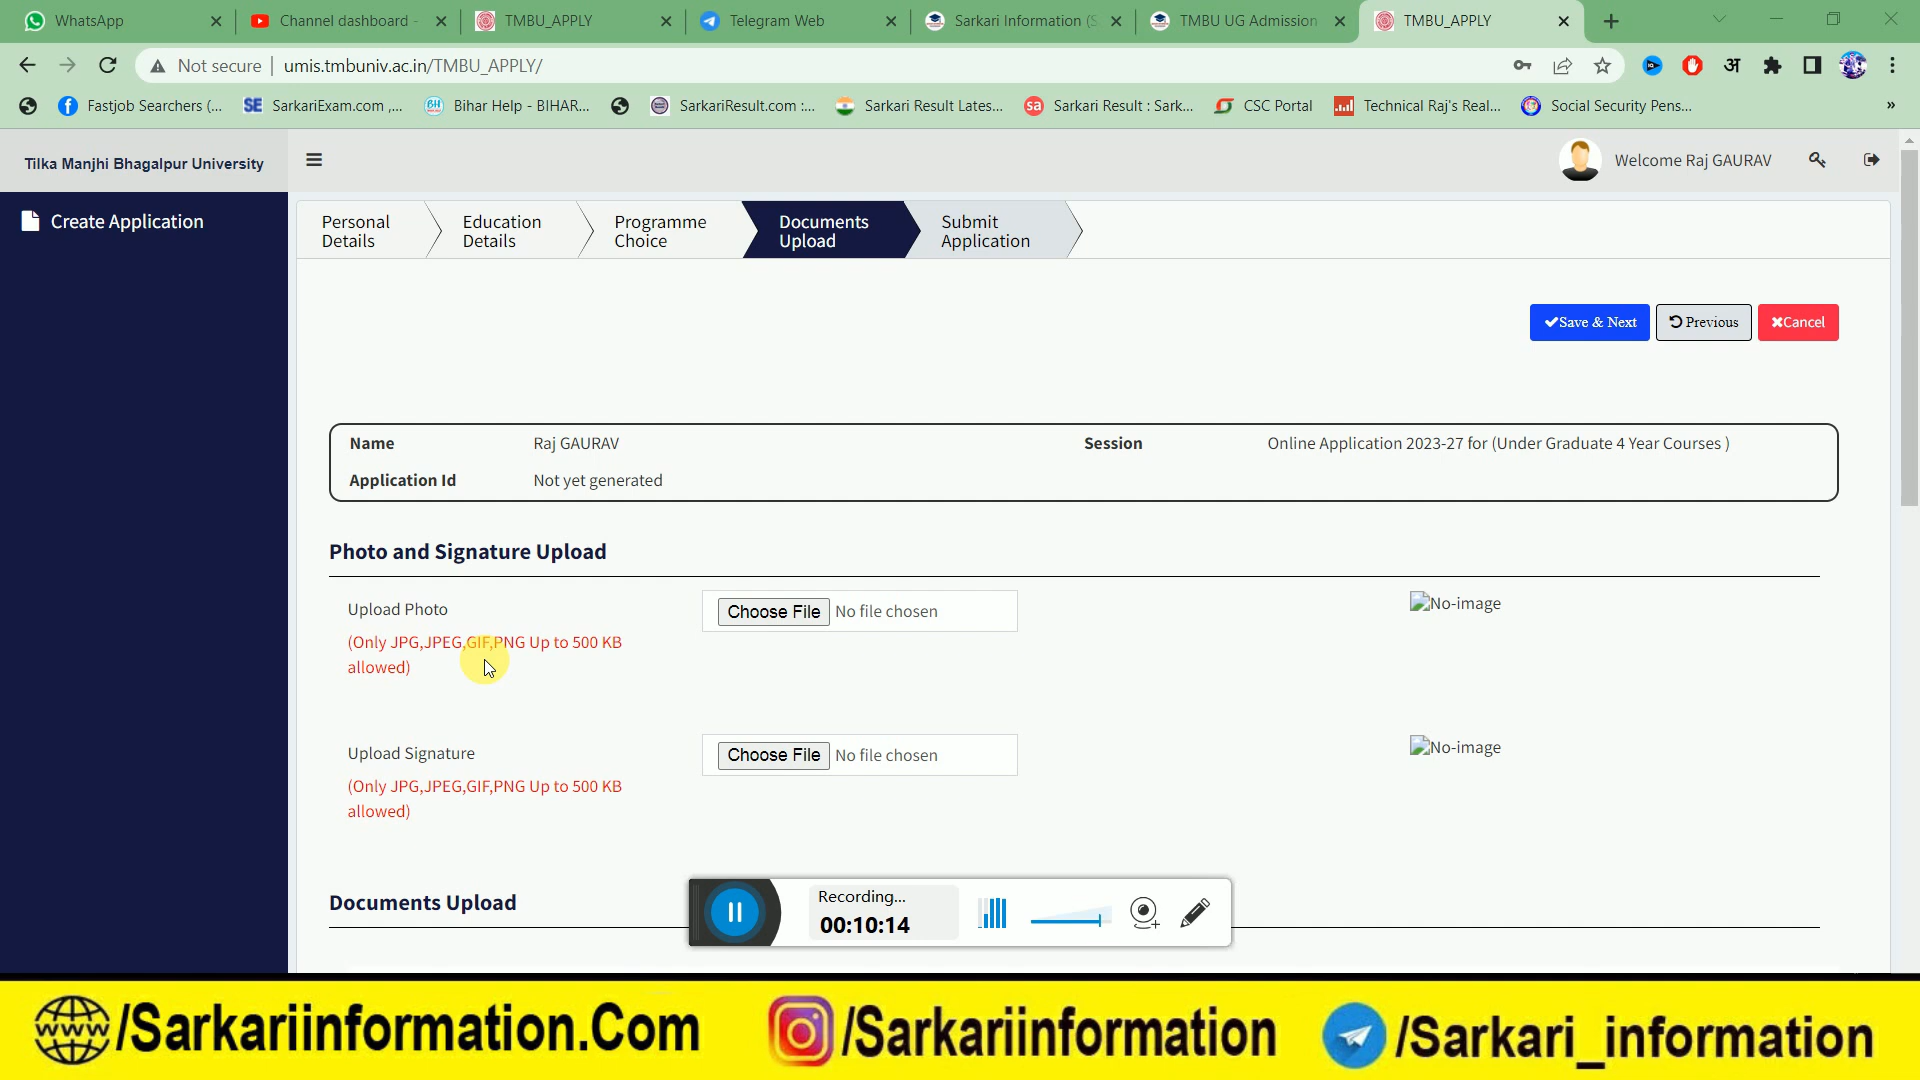 WhatsApp
Channel dashboard -
TMBU_APPLY
Telegram Web
Sarkari Information (S
TMBU UG Admission
TMBU_APPLY
Not secure | umis.tmbuniv.ac.in/TMBU_APPLY/
अ
Fastjob Searchers (...
SE SarkariExam.com ,...
BH Bihar Help - BIHAR...
SarkariResult.com :...
Sarkari Result Lates...
sa Sarkari Result : Sark...
CSC Portal
Technical Raj's Real...
Social Security Pens...
»
Tilka Manjhi Bhagalpur University
Welcome Raj GAURAV
Create Application
Personal
Details
Education
Details
Programme
Choice
Documents
Upload
Submit
Application
Save & Next
Previous
Cancel
Name Raj GAURAV Session Online Application 2023-27 for (Under Graduate 4 Year Courses )
Application Id Not yet generated
Photo and Signature Upload
Upload Photo
(Only JPG,JPEG,GIF,PNG Up to 500 KB
allowed)
Choose File No file chosen
No-image
Upload Signature
(Only JPG,JPEG,GIF,PNG Up to 500 KB
allowed)
Choose File No file chosen
No-image
Documents Upload
Recording...
00:10:14
www /Sarkariinformation.Com
/Sarkariinformation
/Sarkari_information